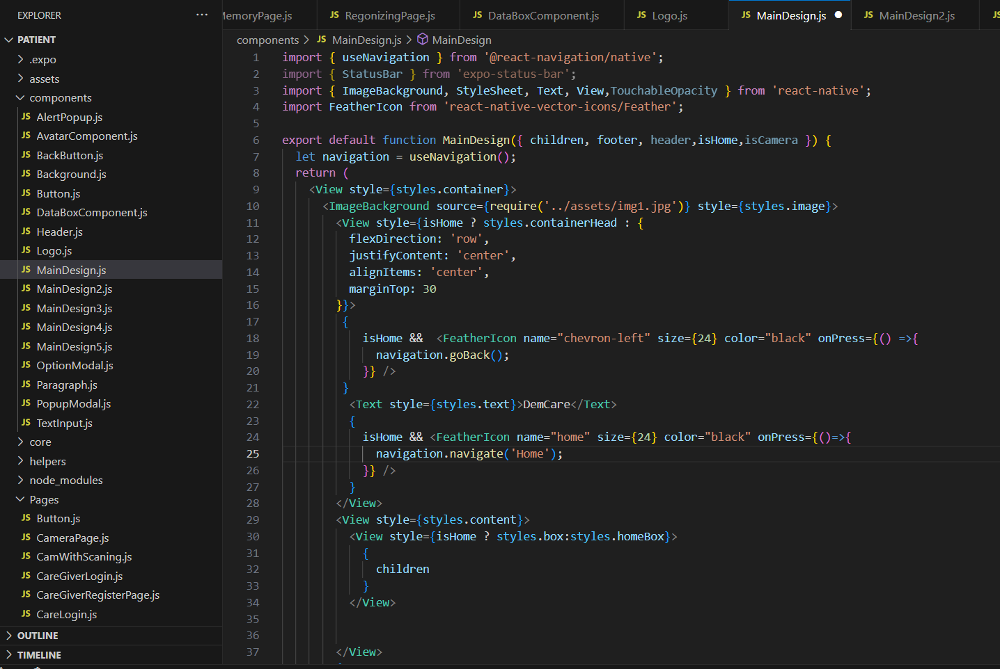 EXPLORER ...
PATIENT
.expo
assets
components
JS AlertPopup.js
JS AvatarComponent.js
JS BackButton.js
JS Background.js
JS Button.js
JS DataBoxComponent.js
JS Header.js
JS Logo.js
JS MainDesign.js
JS MainDesign2.js
JS MainDesign3.js
JS MainDesign4.js
JS MainDesign5.js
JS OptionModal.js
JS Paragraph.js
JS PopupModal.js
JS TextInput.js
core
helpers
node_modules
Pages
JS Button.js
JS CameraPage.js
JS CamWithScaning.js
JS CareGiverLogin.js
JS CareGiverRegisterPage.js
JS CareLogin.js
OUTLINE
TIMELINE
MemoryPage.js JS RegonizingPage.js JS DataBoxComponent.js JS Logo.js JS MainDesign.js JS MainDesign2.js JS
components > JS MainDesign.js > MainDesign
1 import { useNavigation } from '@react-navigation/native';
2 import { StatusBar } from 'expo-status-bar';
3 import { ImageBackground, StyleSheet, Text, View,TouchableOpacity } from 'react-native';
4 import FeatherIcon from 'react-native-vector-icons/Feather';
5
6 export default function MainDesign({ children, footer, header,isHome,isCamera }) {
7 let navigation = useNavigation();
8 return (
9 <View style={styles.container}>
10 <ImageBackground source={require('../assets/img1.jpg')} style={styles.image}>
11 <View style={isHome ? styles.containerHead : {
12 flexDirection: 'row',
13 justifyContent: 'center',
14 alignItems: 'center',
15 marginTop: 30
16 }}>
17 {
18 isHome && <FeatherIcon name="chevron-left" size={24} color="black" onPress={() =>{
19 navigation.goBack();
20 }} />
21 }
22 <Text style={styles.text}>DemCare</Text>
23 {
24 isHome && <FeatherIcon name="home" size={24} color="black" onPress={()=>{
25 navigation.navigate('Home');
26 }} />
27 }
28 </View>
29 <View style={styles.content}>
30 <View style={isHome ? styles.box:styles.homeBox}>
31 {
32 children
33 }
34 </View>
35
36
37 </View>